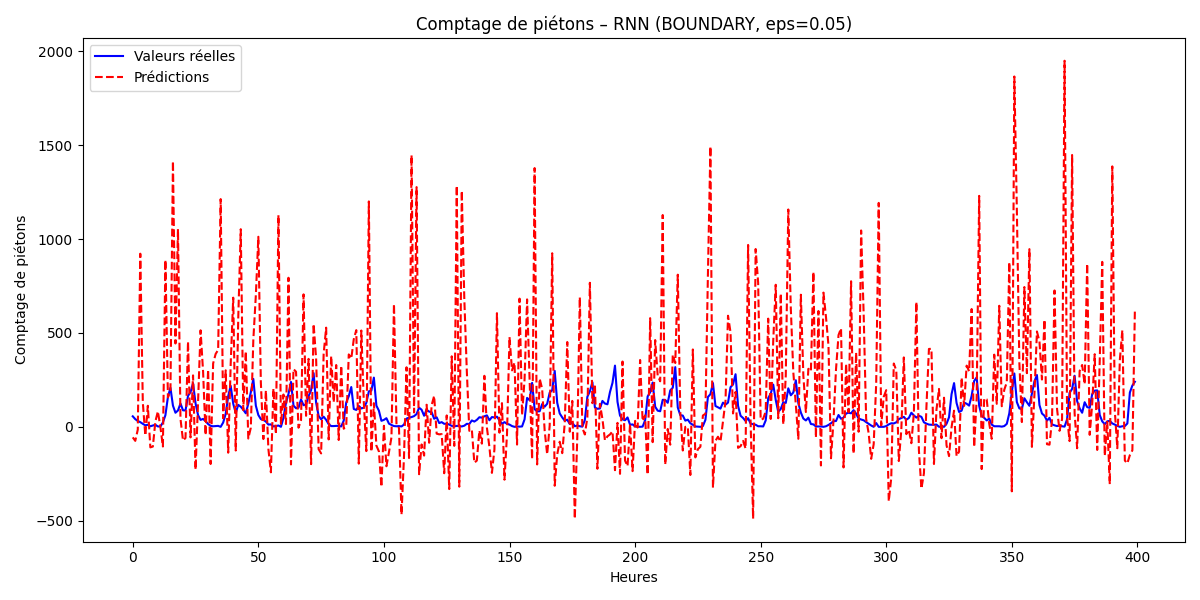 Comptage de piétons – RNN (BOUNDARY, eps=0.05)
Valeurs réelles
Prédictions
Comptage de piétons
2000
1500
1000
500
0
−500
0 50 100 150 200 250 300 350 400
Heures